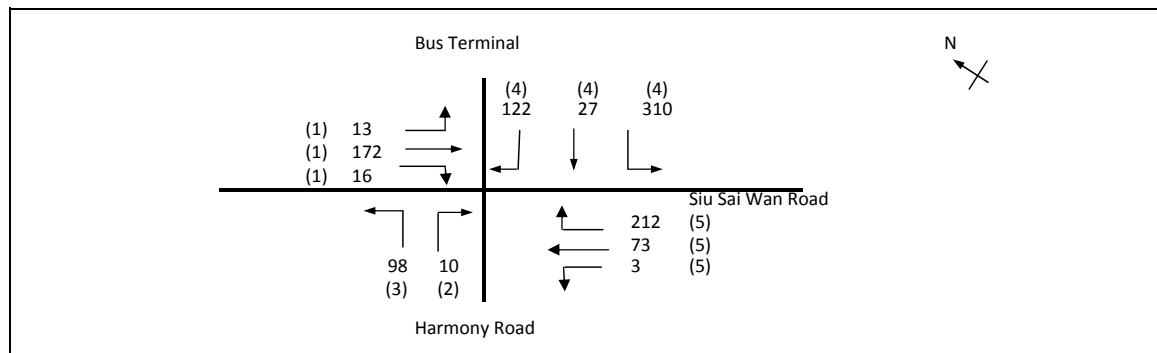 Bus Terminal
N
(4) (4) (4)
122 27 310
(1) 13
(1) 172
(1) 16
Siu Sai Wan Road
212 (5)
73 (5)
3 (5)
98 10
(3) (2)
Harmony Road